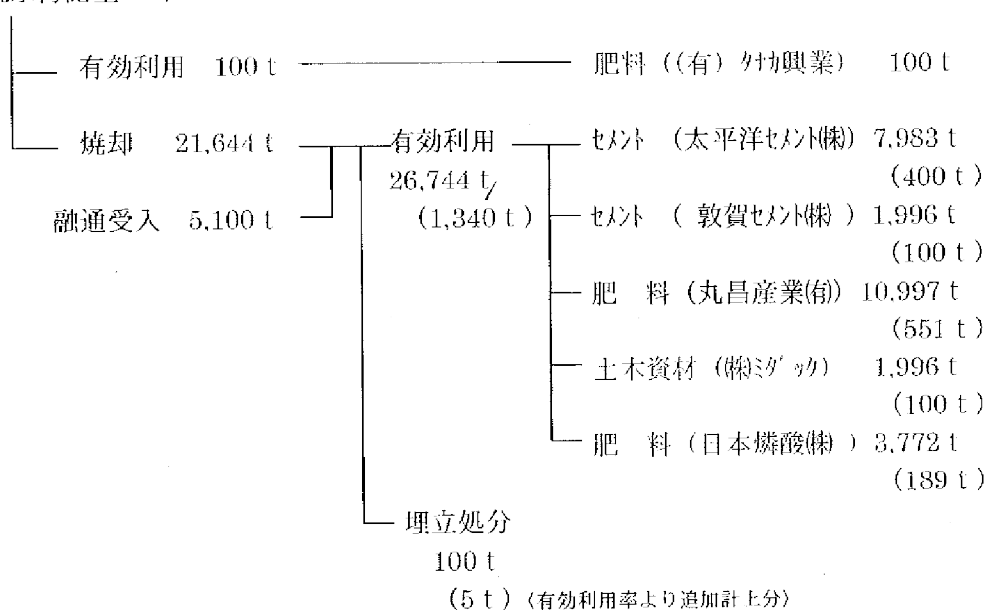 有効利用 100 t 肥料 ((有) ﾀﾅｶ興業) 100 t
焼却 21,644 t 有効利用 ｾﾒﾝﾄ (太平洋ｾﾒﾝﾄ㈱) 7,983 t
26,744 t (400 t)
融通受入 5,100 t (1,340 t) ｾﾒﾝﾄ ( 敦賀ｾﾒﾝﾄ㈱ ) 1,996 t
(100 t)
肥 料 (丸昌産業㈲) 10,997 t
(551 t)
土木資材 (㈱ﾐﾀﾞｯｸ) 1,996 t
(100 t)
肥 料 (日本燐酸㈱ ) 3,772 t
(189 t)
埋立処分
100 t
(5 t) 〈有効利用率より追加計上分〉